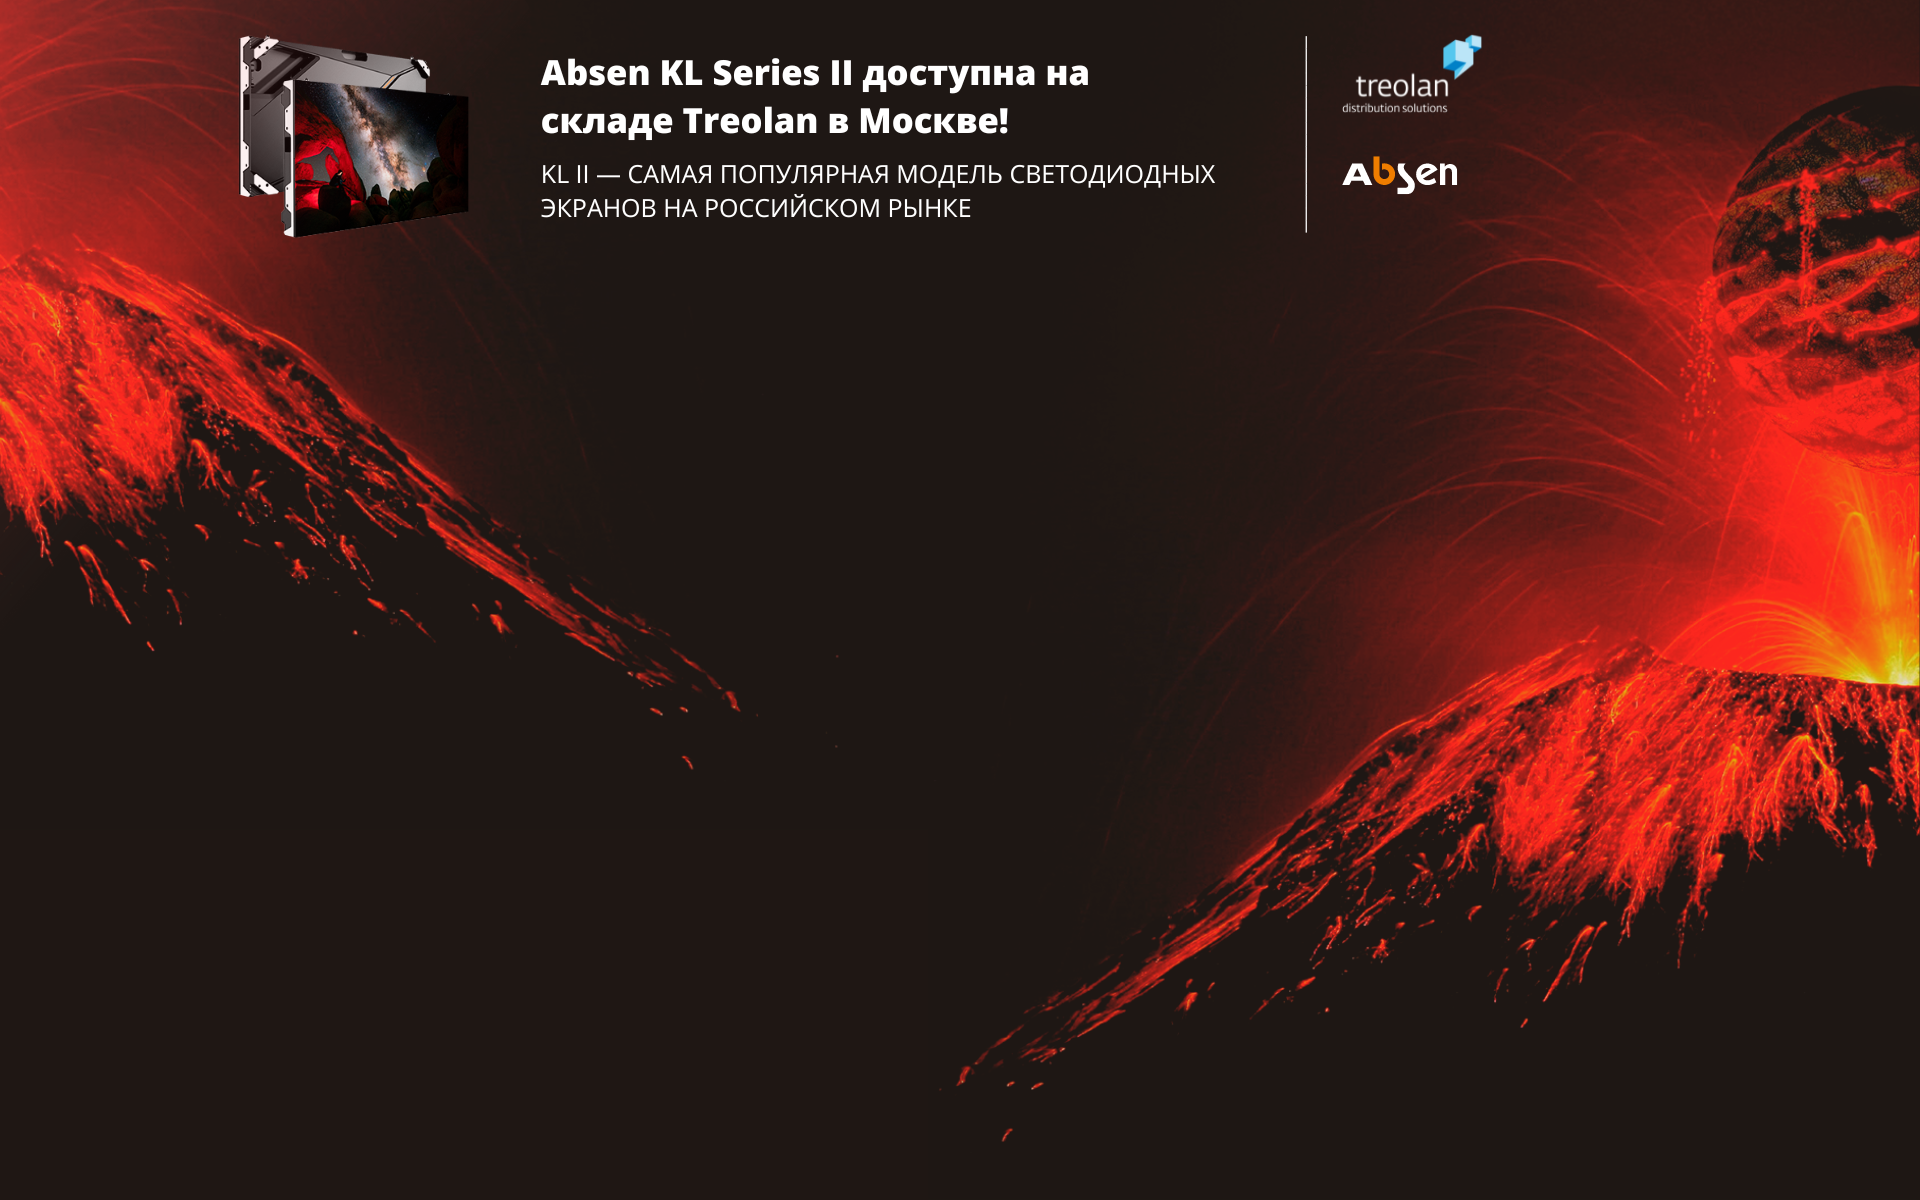 Absen KL Series II доступна на
складе Treolan в Москве!
KL II — САМАЯ ПОПУЛЯРНАЯ МОДЕЛЬ СВЕТОДИОДНЫХ
ЭКРАНОВ НА РОССИЙСКОМ РЫНКЕ
treolan
distribution solutions
Absen